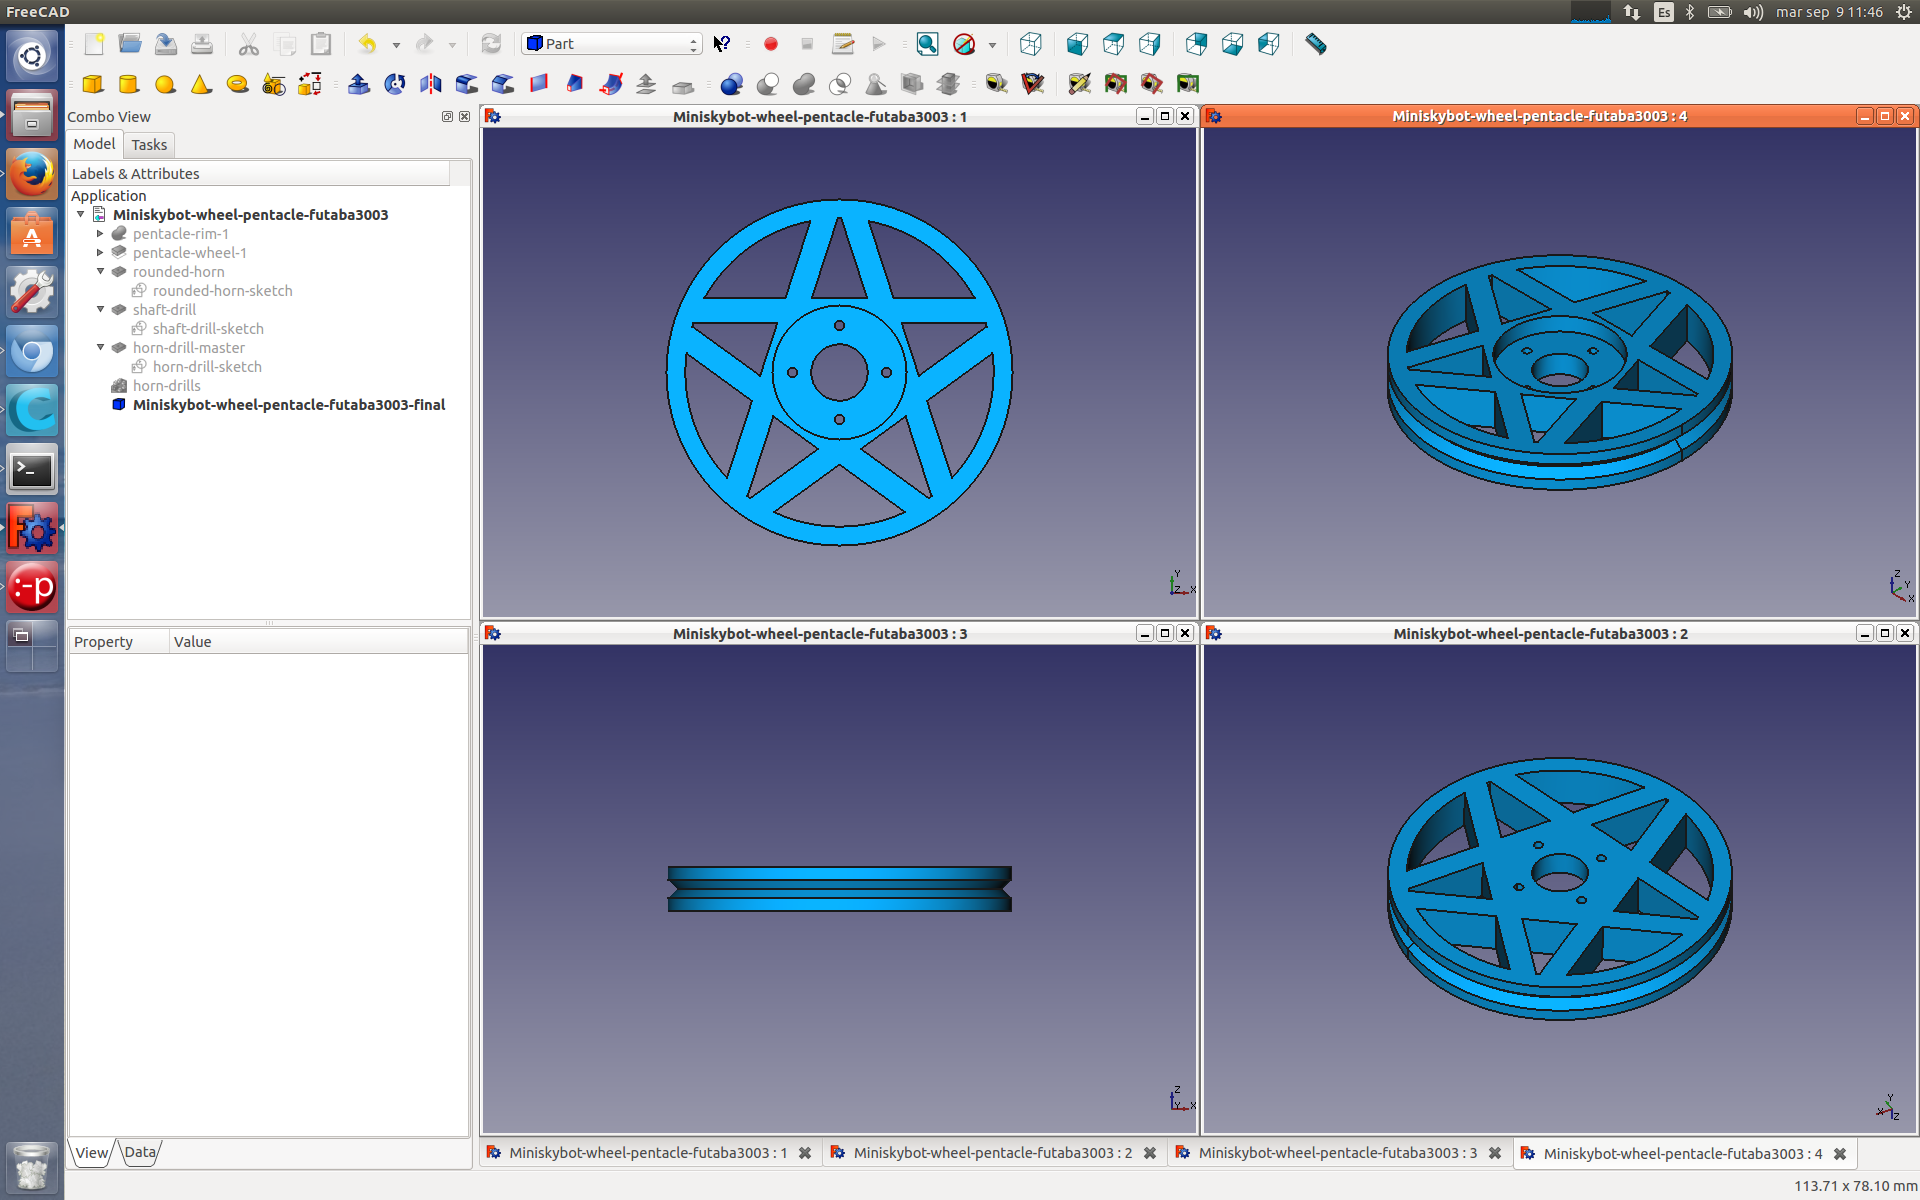 FreeCAD
Es
mar sep 9 11:46
Part
Combo View
Model
Tasks
Labels & Attributes
Application
Miniskybot-wheel-pentacle-futaba3003
pentacle-rim-1
pentacle-wheel-1
rounded-horn
rounded-horn-sketch
shaft-drill
shaft-drill-sketch
horn-drill-master
horn-drill-sketch
horn-drills
Miniskybot-wheel-pentacle-futaba3003-final
Property
Value
View
Data
Miniskybot-wheel-pentacle-futaba3003 : 1
Y
Z
X
Miniskybot-wheel-pentacle-futaba3003 : 4
Z
Y
X
Miniskybot-wheel-pentacle-futaba3003 : 3
Z
Y
X
Miniskybot-wheel-pentacle-futaba3003 : 2
Y
X
Z
Miniskybot-wheel-pentacle-futaba3003 : 1
Miniskybot-wheel-pentacle-futaba3003 : 2
Miniskybot-wheel-pentacle-futaba3003 : 3
Miniskybot-wheel-pentacle-futaba3003 : 4
113.71 x 78.10 mm
:-p
>_